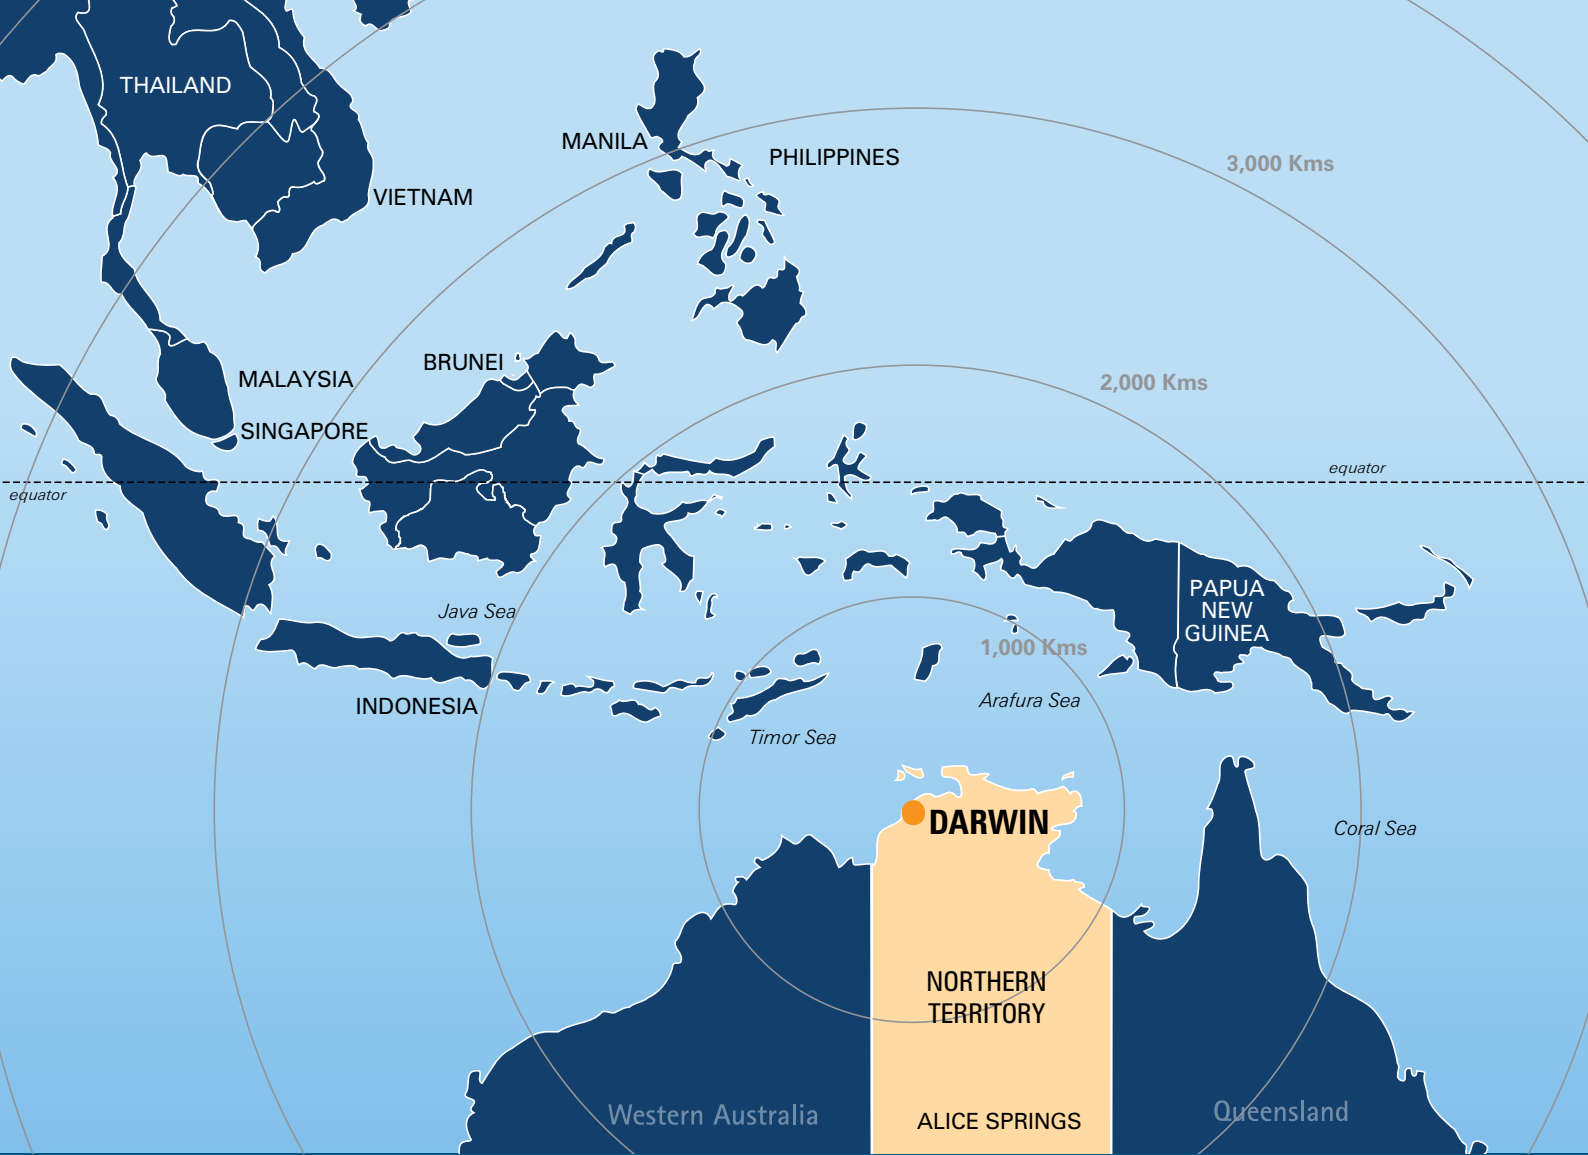 THAILAND
MANILA
PHILIPPINES
3,000 Kms
VIETNAM
BRUNEI
MALAYSIA
2,000 Kms
SINGAPORE
equator
equator
Java Sea
PAPUA
NEW
GUINEA
1,000 Kms
INDONESIA
Arafura Sea
Timor Sea
DARWIN
Coral Sea
NORTHERN
TERRITORY
Western Australia
ALICE SPRINGS
Queensland